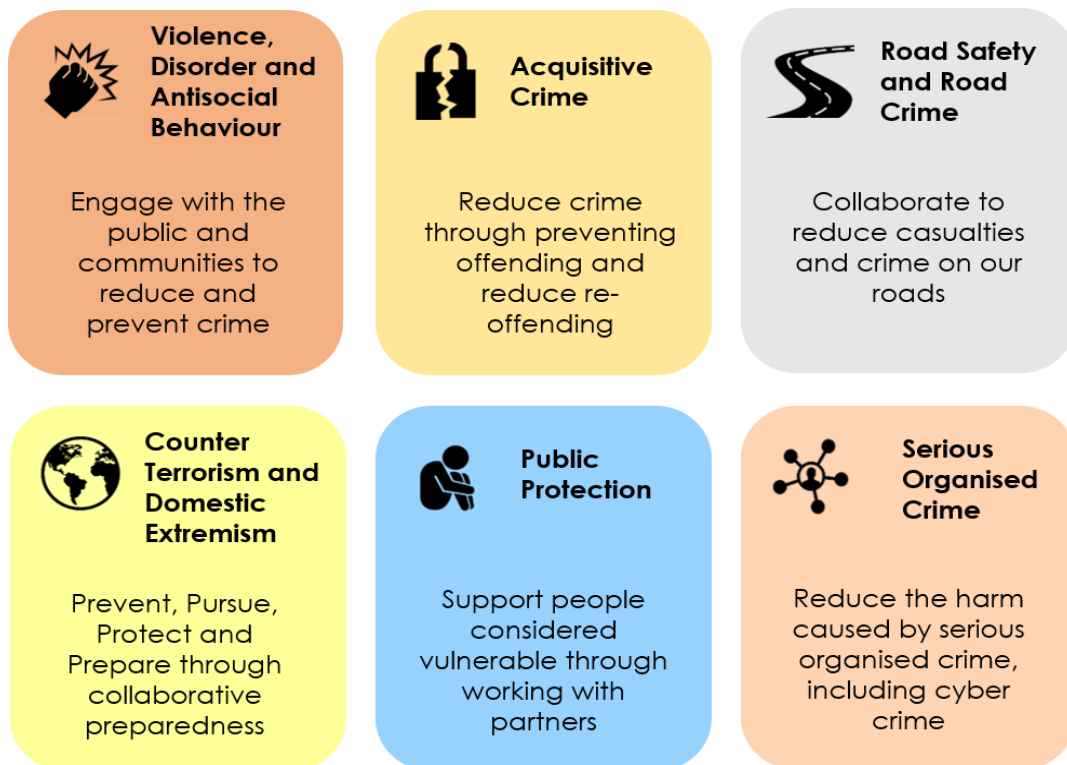 Violence,
Disorder and
Antisocial
Behaviour
Engage with the
public and
communities to
reduce and
prevent crime
Acquisitive
Crime
Reduce crime
through preventing
offending and
reduce re-
offending
Road Safety
and Road
Crime
Collaborate to
reduce casualties
and crime on our
roads
Counter
Terrorism and
Domestic
Extremism
Prevent, Pursue,
Protect and
Prepare through
collaborative
preparedness
Public
Protection
Support people
considered
vulnerable through
working with
partners
Serious
Organised
Crime
Reduce the harm
caused by serious
organised crime,
including cyber
crime